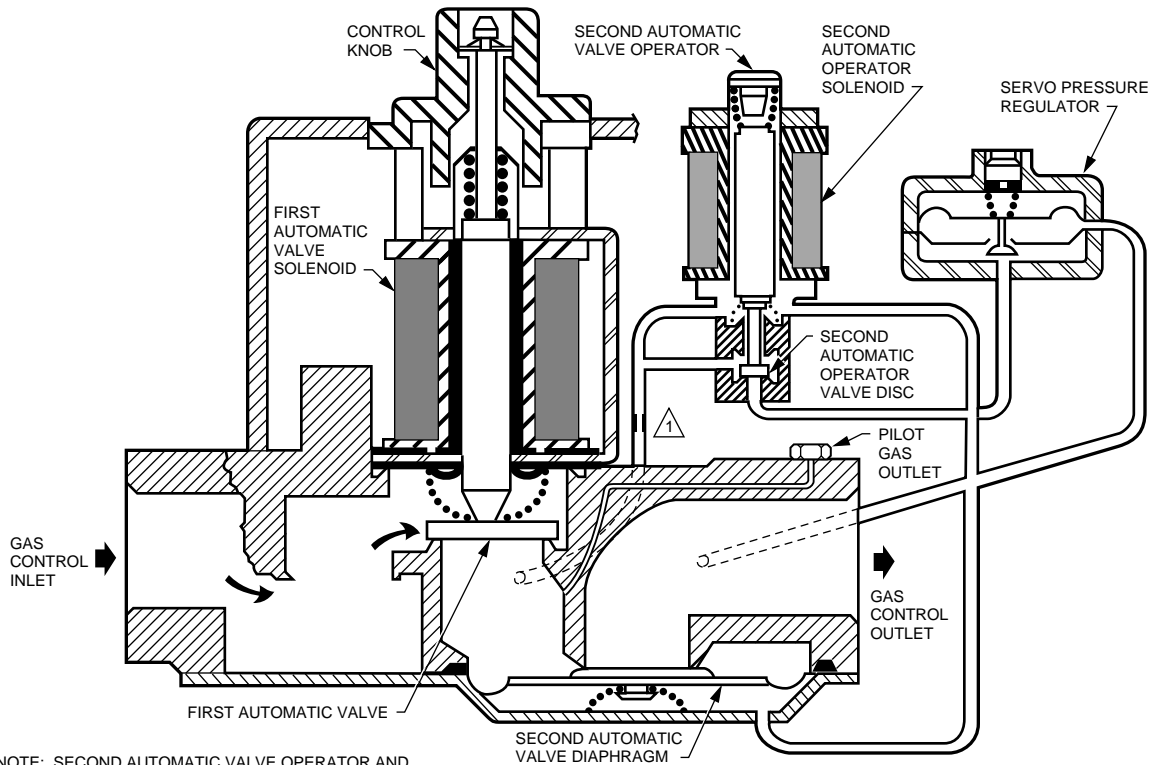 CONTROL
KNOB
SECOND AUTOMATIC
VALVE OPERATOR
SECOND
AUTOMATIC
OPERATOR
SOLENOID
SERVO PRESSURE
REGULATOR
FIRST
AUTOMATIC
VALVE
SOLENOID
SECOND
AUTOMATIC
OPERATOR
VALVE DISC
1
PILOT
GAS
OUTLET
GAS
CONTROL
INLET
GAS
CONTROL
OUTLET
FIRST AUTOMATIC VALVE
SECOND AUTOMATIC
VALVE DIAPHRAGM
NOTE: SECOND AUTOMATIC VALVE OPERATOR AND